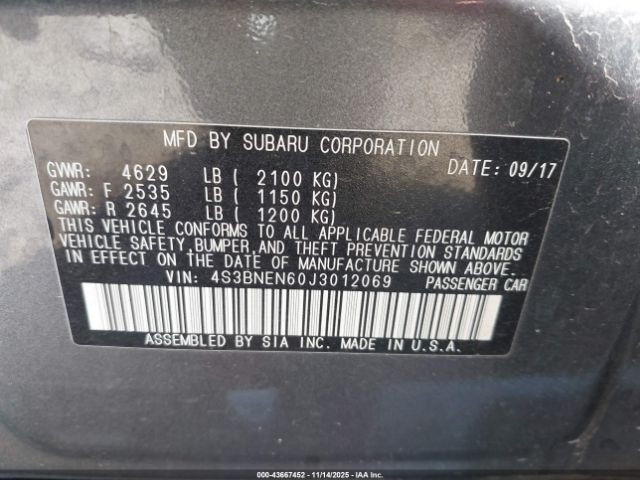 MFD BY SUBARU CORPORATION
GVWR: 4629 LB ( 2100 KG) DATE: 09/17
GAWR: F 2535 LB ( 1150 KG)
GAWR: R 2645 LB ( 1200 KG)
THIS VEHICLE CONFORMS TO ALL APPLICABLE FEDERAL MOTOR
VEHICLE SAFETY, BUMPER, AND THEFT PREVENTION STANDARDS
IN EFFECT ON THE DATE OF MANUFACTURE SHOWN ABOVE.
VIN: 4S3BNEN60J3012069 PASSENGER CAR
ASSEMBLED BY SIA INC. MADE IN U.S.A.
000-43667452 - 11/14/2025 - IAAI, Inc.